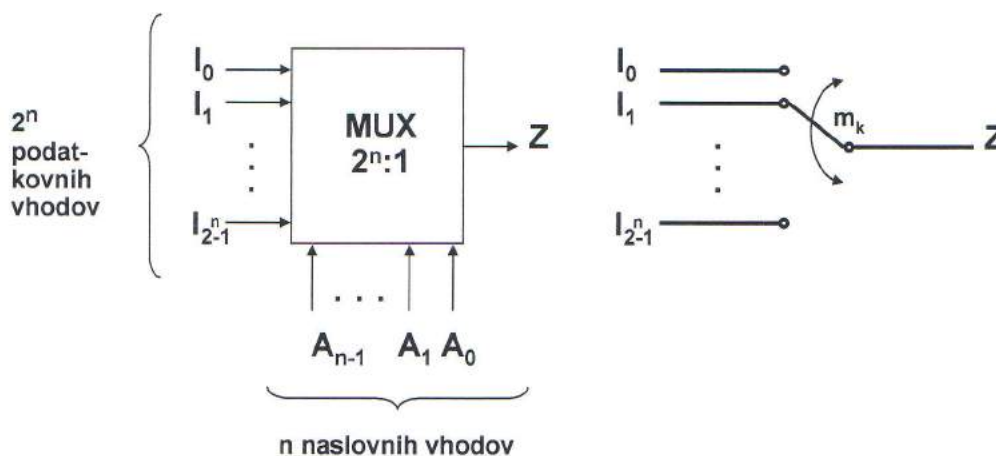 2ⁿ
podat-
kovnih
vhodov
I₀
I₁
I₂ⁿ₋₁
MUX
2ⁿ:1
Z
Aₙ₋₁ A₁ A₀
n naslovnih vhodov
I₀
I₁
I₂ⁿ₋₁
mₖ
Z